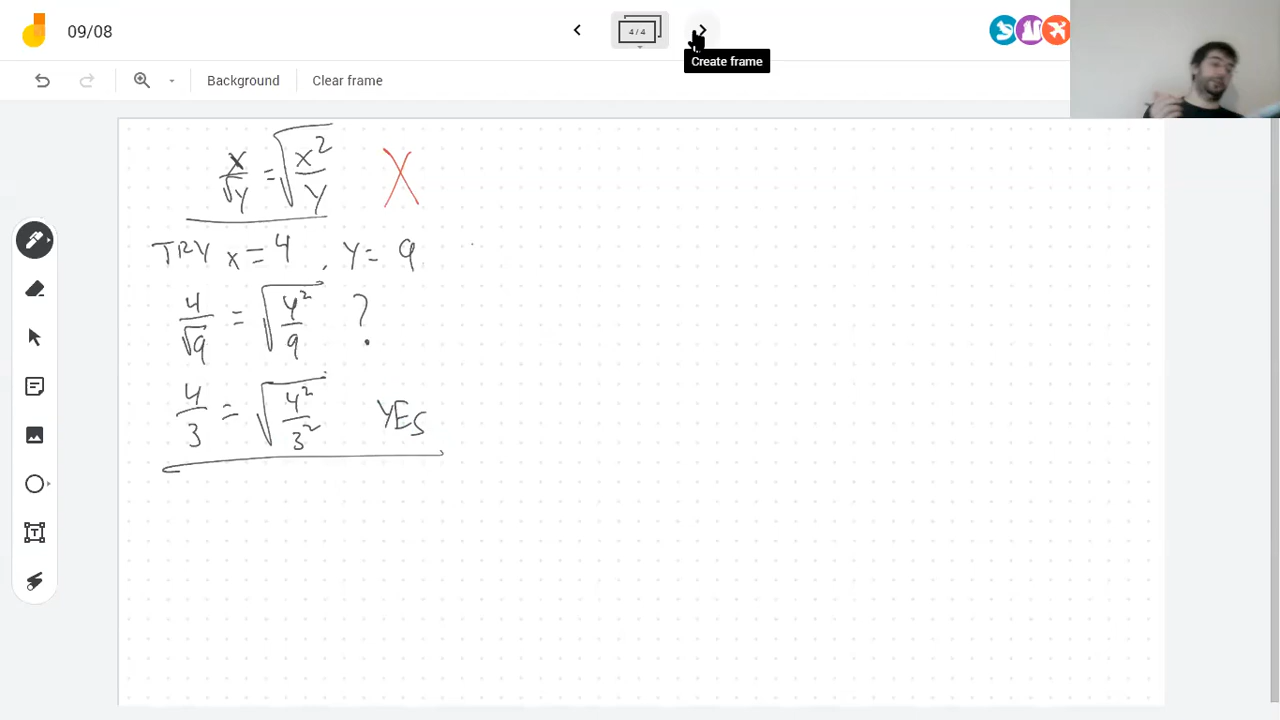 09/08
4 / 4
Create frame
Background
Clear frame
x/√y = √(x²/y) X
TRY x = 4 , y = 9
4/√9 = √(4²/9) ?
4/3 = √(4²/3²) YES